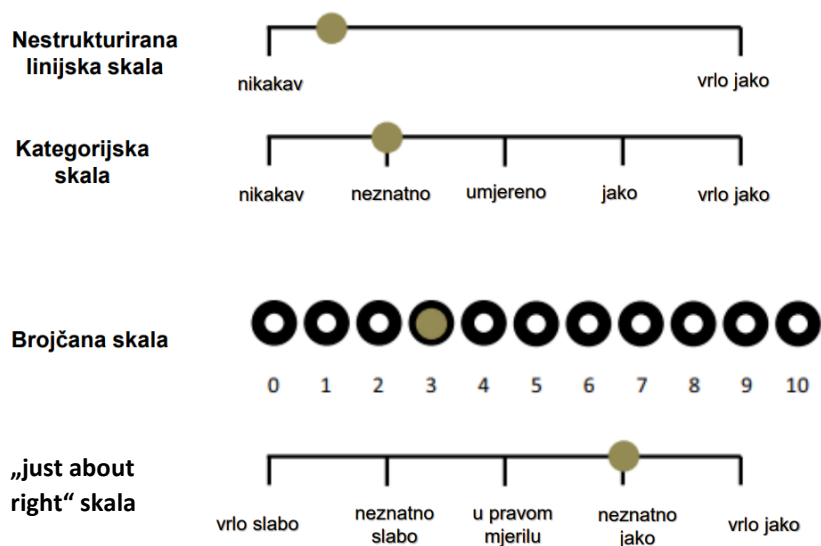 Nestrukturirana
linijska skala
nikakav vrlo jako
Kategorijska
skala
nikakav neznatno umjereno jako vrlo jako
Brojčana skala
0 1 2 3 4 5 6 7 8 9 10
„just about
right“ skala
vrlo slabo neznatno slabo u pravom mjerilu neznatno jako vrlo jako